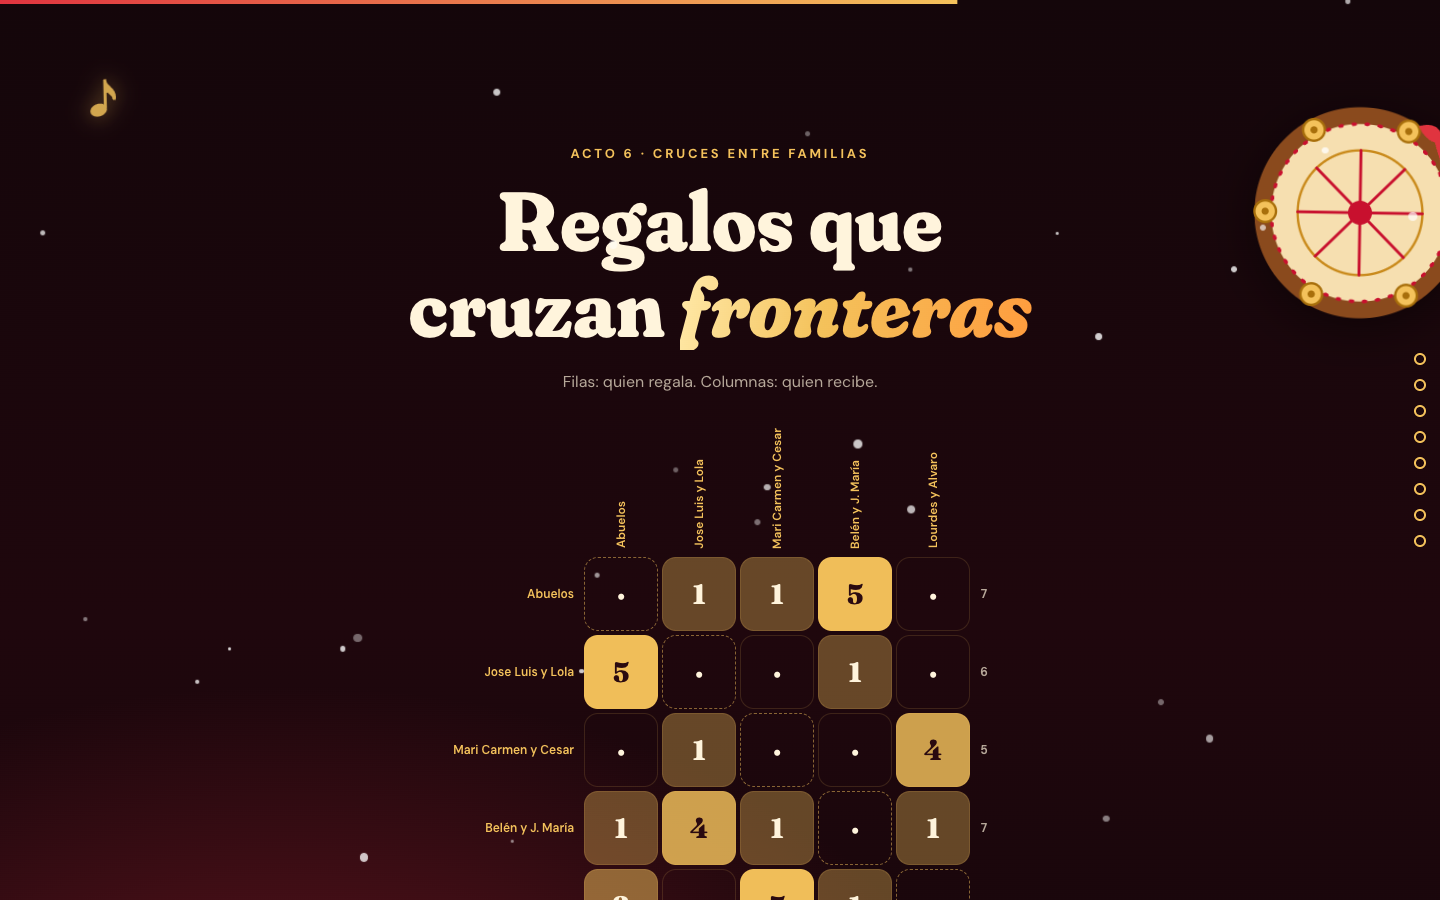 ACTO 6 · CRUCES ENTRE FAMILIAS
Regalos que
cruzan fronteras
Filas: quien regala. Columnas: quien recibe.
Abuelos
Jose Luis y Lola
Mari Carmen y Cesar
Belén y J. María
Lourdes y Alvaro
Abuelos · 1 1 5 · 7
Jose Luis y Lola 5 · · 1 · 6
Mari Carmen y Cesar · 1 · · 4 5
Belén y J. María 1 4 1 · 1 7